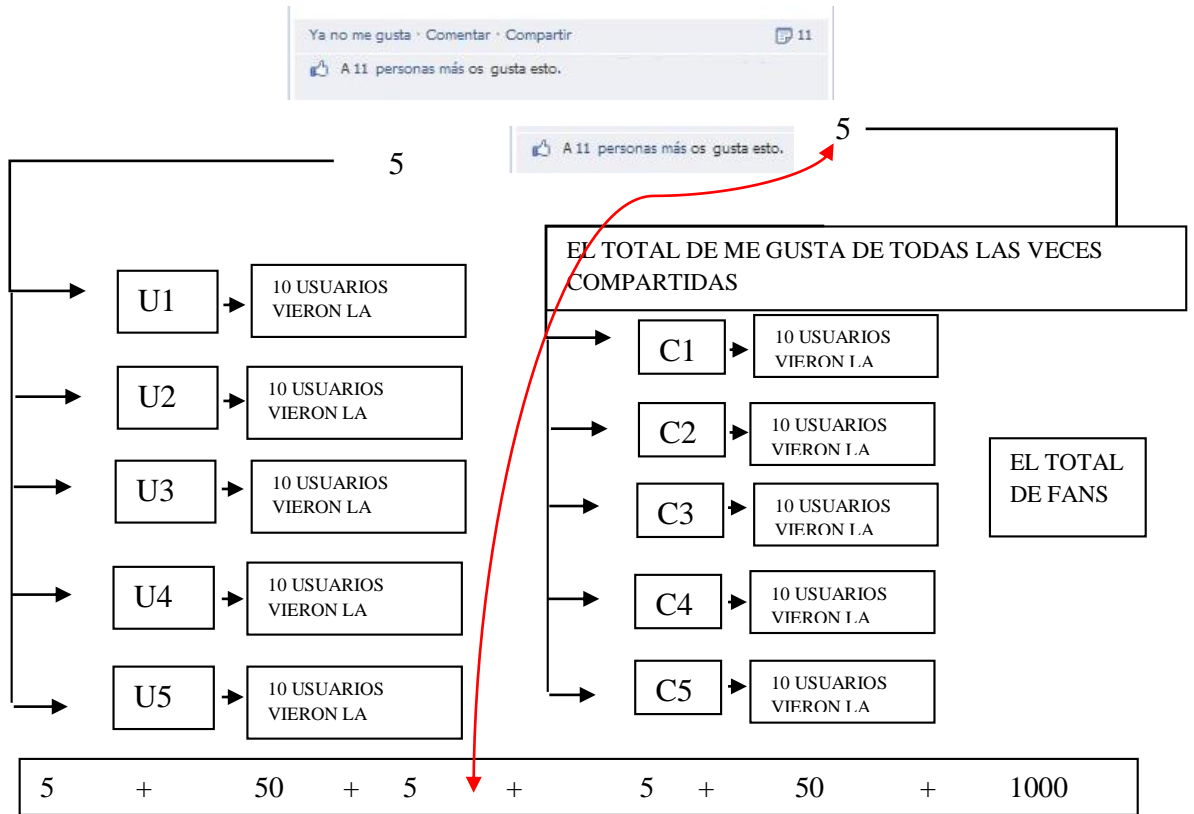 Ya no me gusta · Comentar · Compartir 11
A 11 personas más os gusta esto.
5
A 11 personas más os gusta esto.
5
EL TOTAL DE ME GUSTA DE TODAS LAS VECES
COMPARTIDAS
U1
10 USUARIOS
VIERON LA
U2
10 USUARIOS
VIERON LA
U3
10 USUARIOS
VIERON LA
U4
10 USUARIOS
VIERON LA
U5
10 USUARIOS
VIERON LA
C1
10 USUARIOS
VIERON LA
C2
10 USUARIOS
VIERON LA
C3
10 USUARIOS
VIERON LA
C4
10 USUARIOS
VIERON LA
C5
10 USUARIOS
VIERON LA
EL TOTAL
DE FANS
5 + 50 + 5 + 5 + 50 + 1000